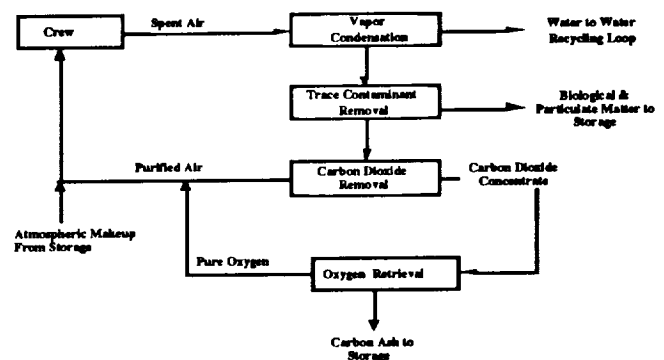 Crew
Spent Air
Vapor
Condensation
Water to Water
Recycling Loop
Trace Contaminant
Removal
Biological &
Particulate Matter to
Storage
Purified Air
Carbon Dioxide
Removal
Carbon Dioxide
Concentrate
Atmospheric Makeup
From Storage
Pure Oxygen
Oxygen Retrieval
Carbon Ash to
Storage